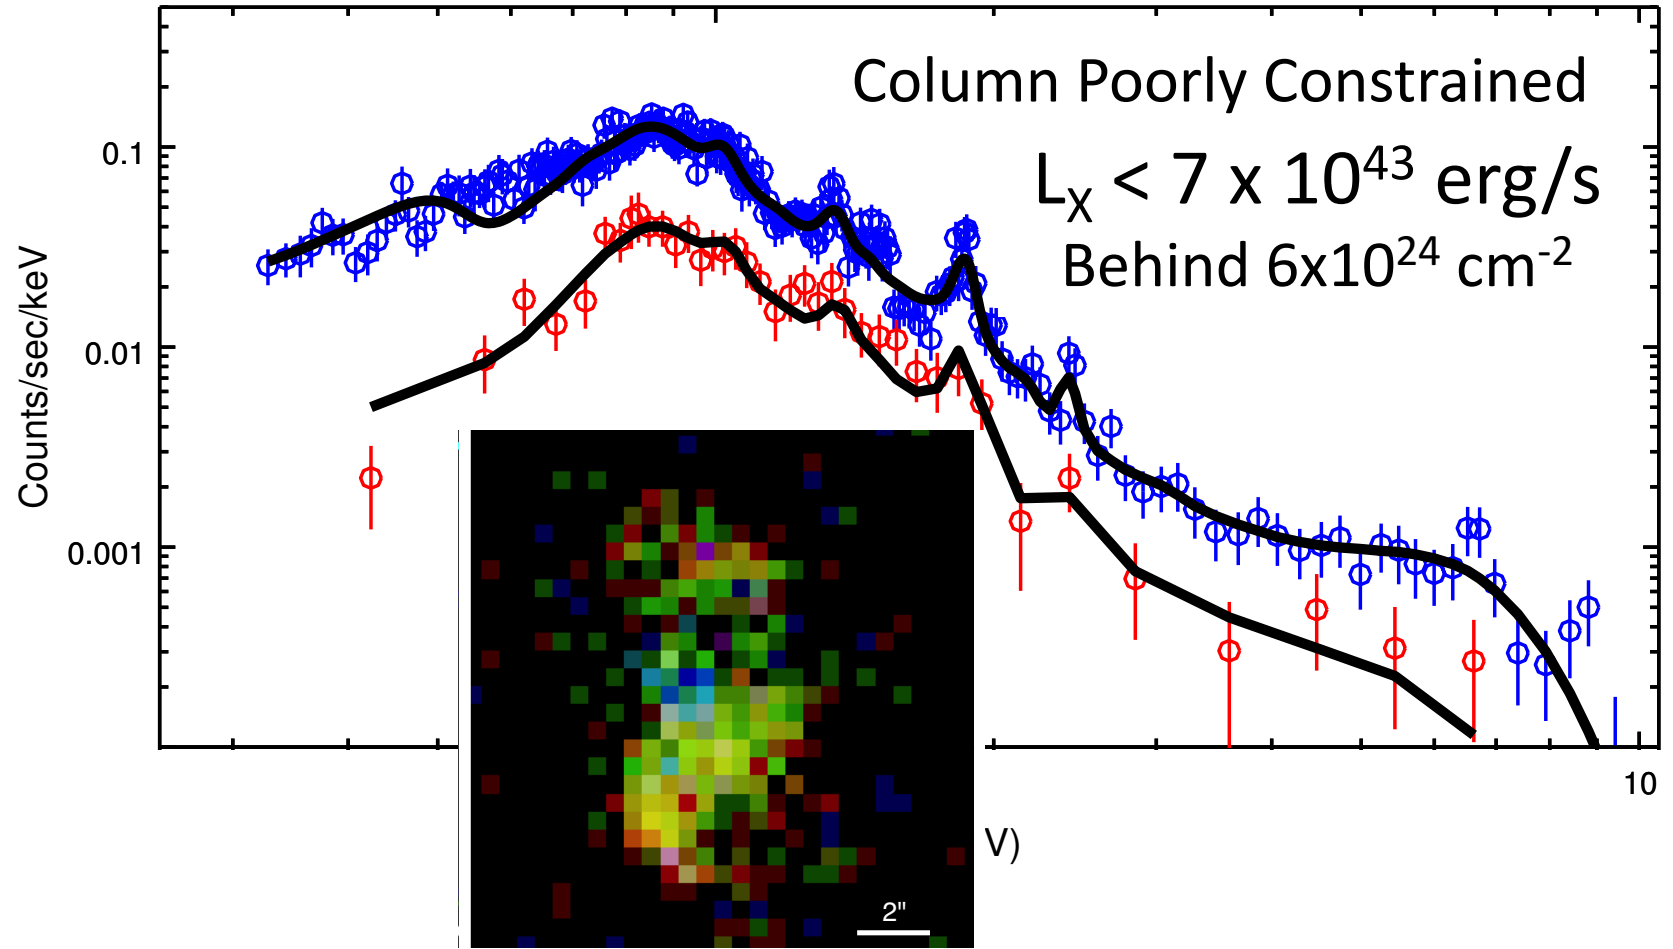 Column Poorly Constrained
L_X < 7 x 10^43 erg/s
Behind 6x10^24 cm^-2
0.1
0.01
0.001
Counts/sec/keV
10
V)
2"